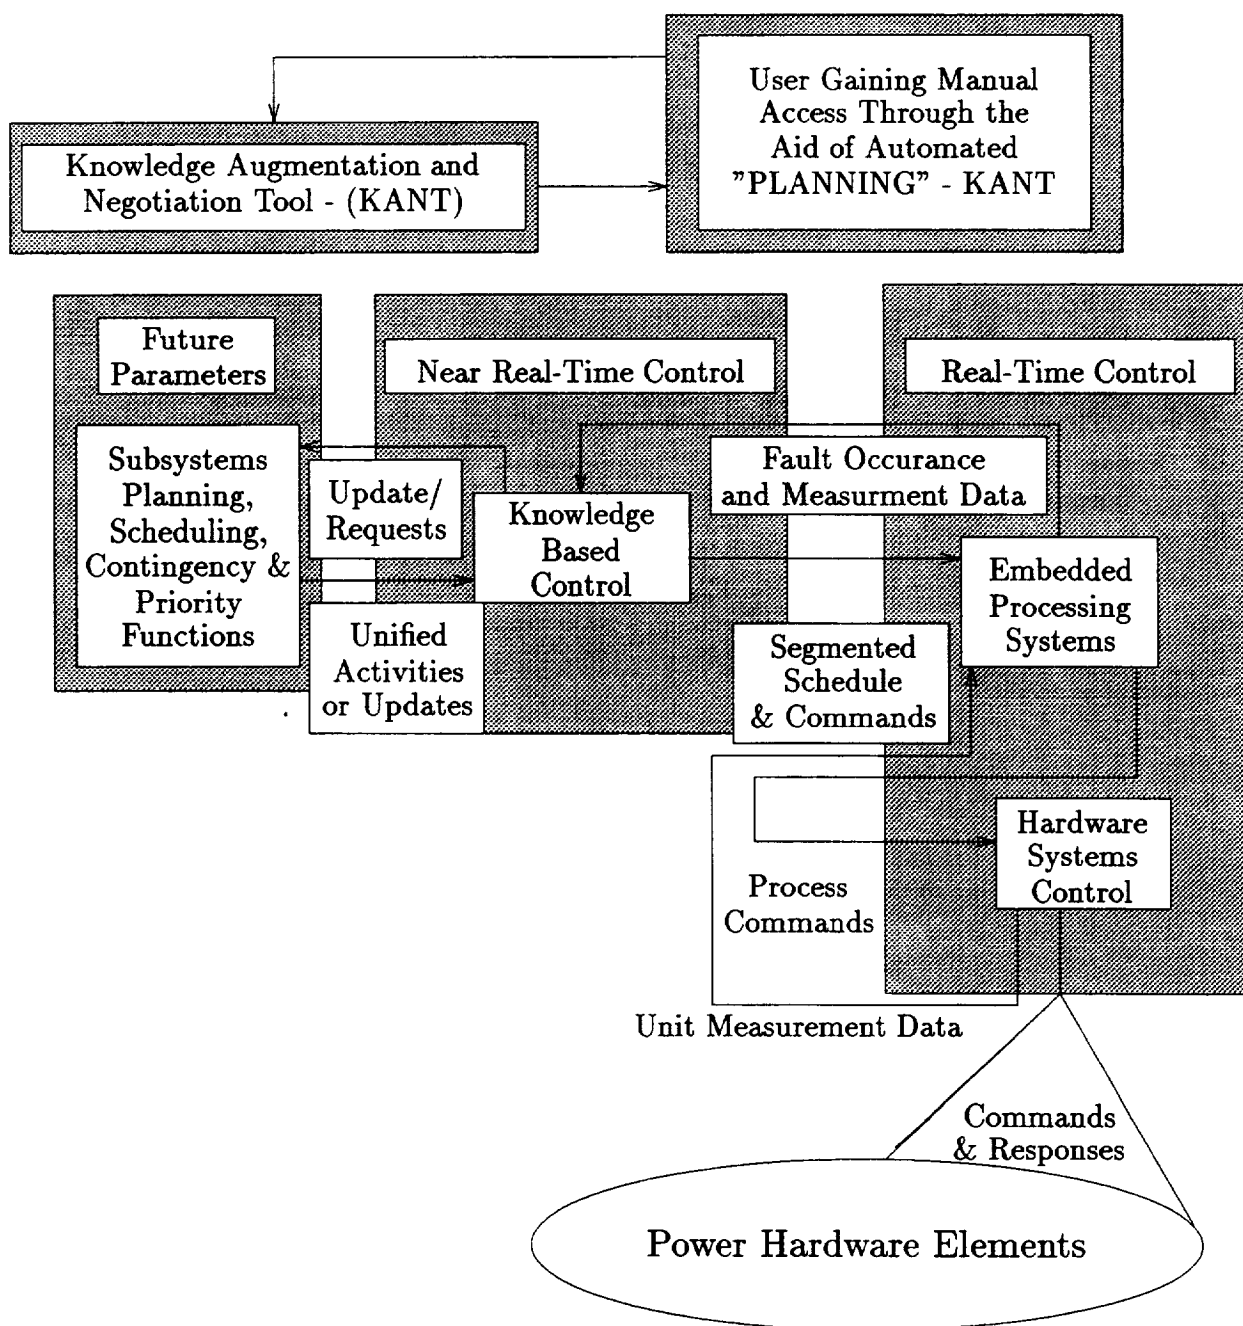 User Gaining Manual
Access Through the
Aid of Automated
"PLANNING" - KANT
Knowledge Augmentation and
Negotiation Tool - (KANT)
Future
Parameters
Near Real-Time Control
Real-Time Control
Subsystems
Planning,
Scheduling,
Contingency &
Priority
Functions
Update/
Requests
Knowledge
Based
Control
Fault Occurance
and Measurment Data
Embedded
Processing
Systems
Unified
Activities
or Updates
Segmented
Schedule
& Commands
Hardware
Systems
Control
Process
Commands
Unit Measurement Data
Commands
& Responses
Power Hardware Elements